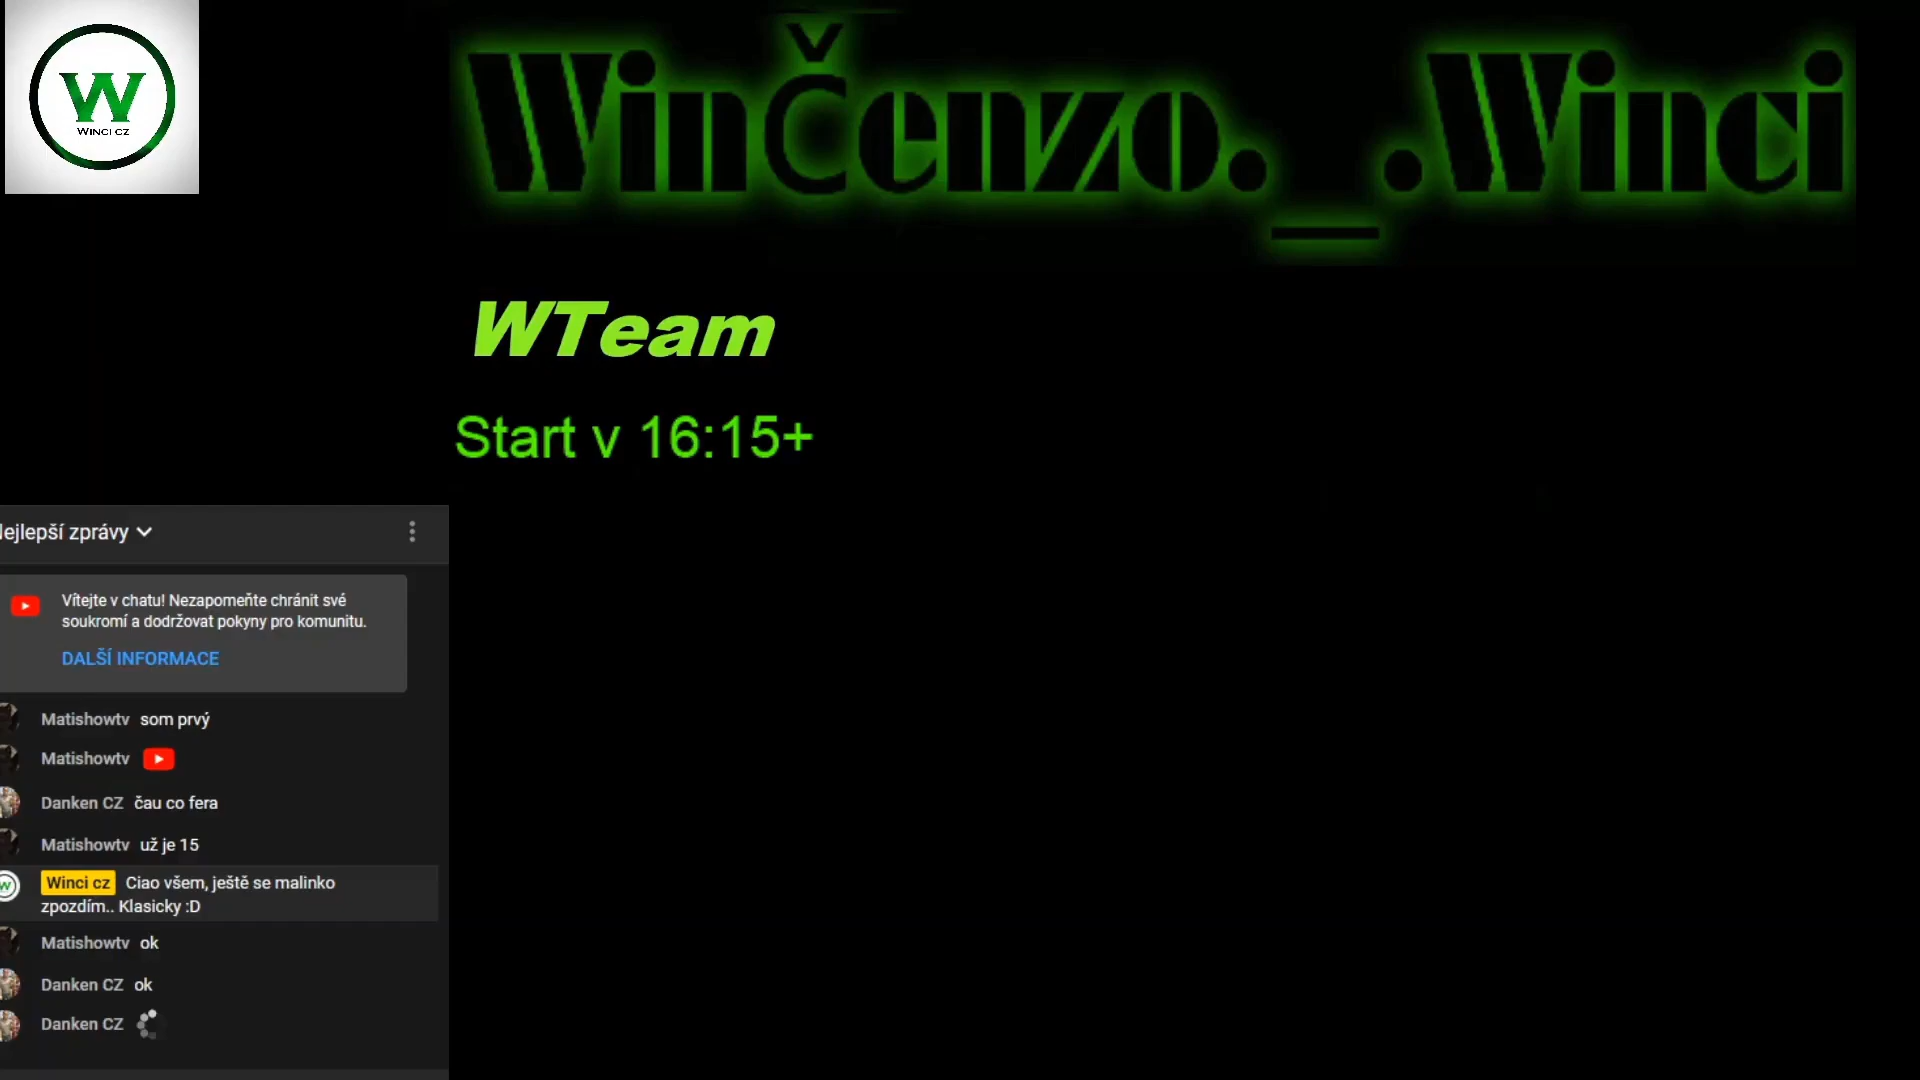 W
Winci cz
WinČenzo._.Winci
WTeam
Start v 16:15+
ejlepší zprávy
Vítejte v chatu! Nezapomeňte chránit své
soukromí a dodržovat pokyny pro komunitu.
DALŠÍ INFORMACE
Matishowtv som prvý
Matishowtv
Danken CZ čau co fera
Matishowtv už je 15
W
Winci cz Ciao všem, ještě se malinko
zpozdím.. Klasicky :D
Matishowtv ok
Danken CZ ok
Danken CZ